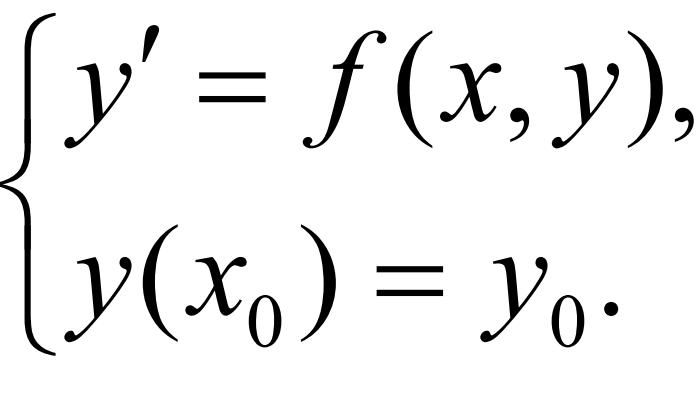 y′ = f(x, y),
y(x₀) = y₀.